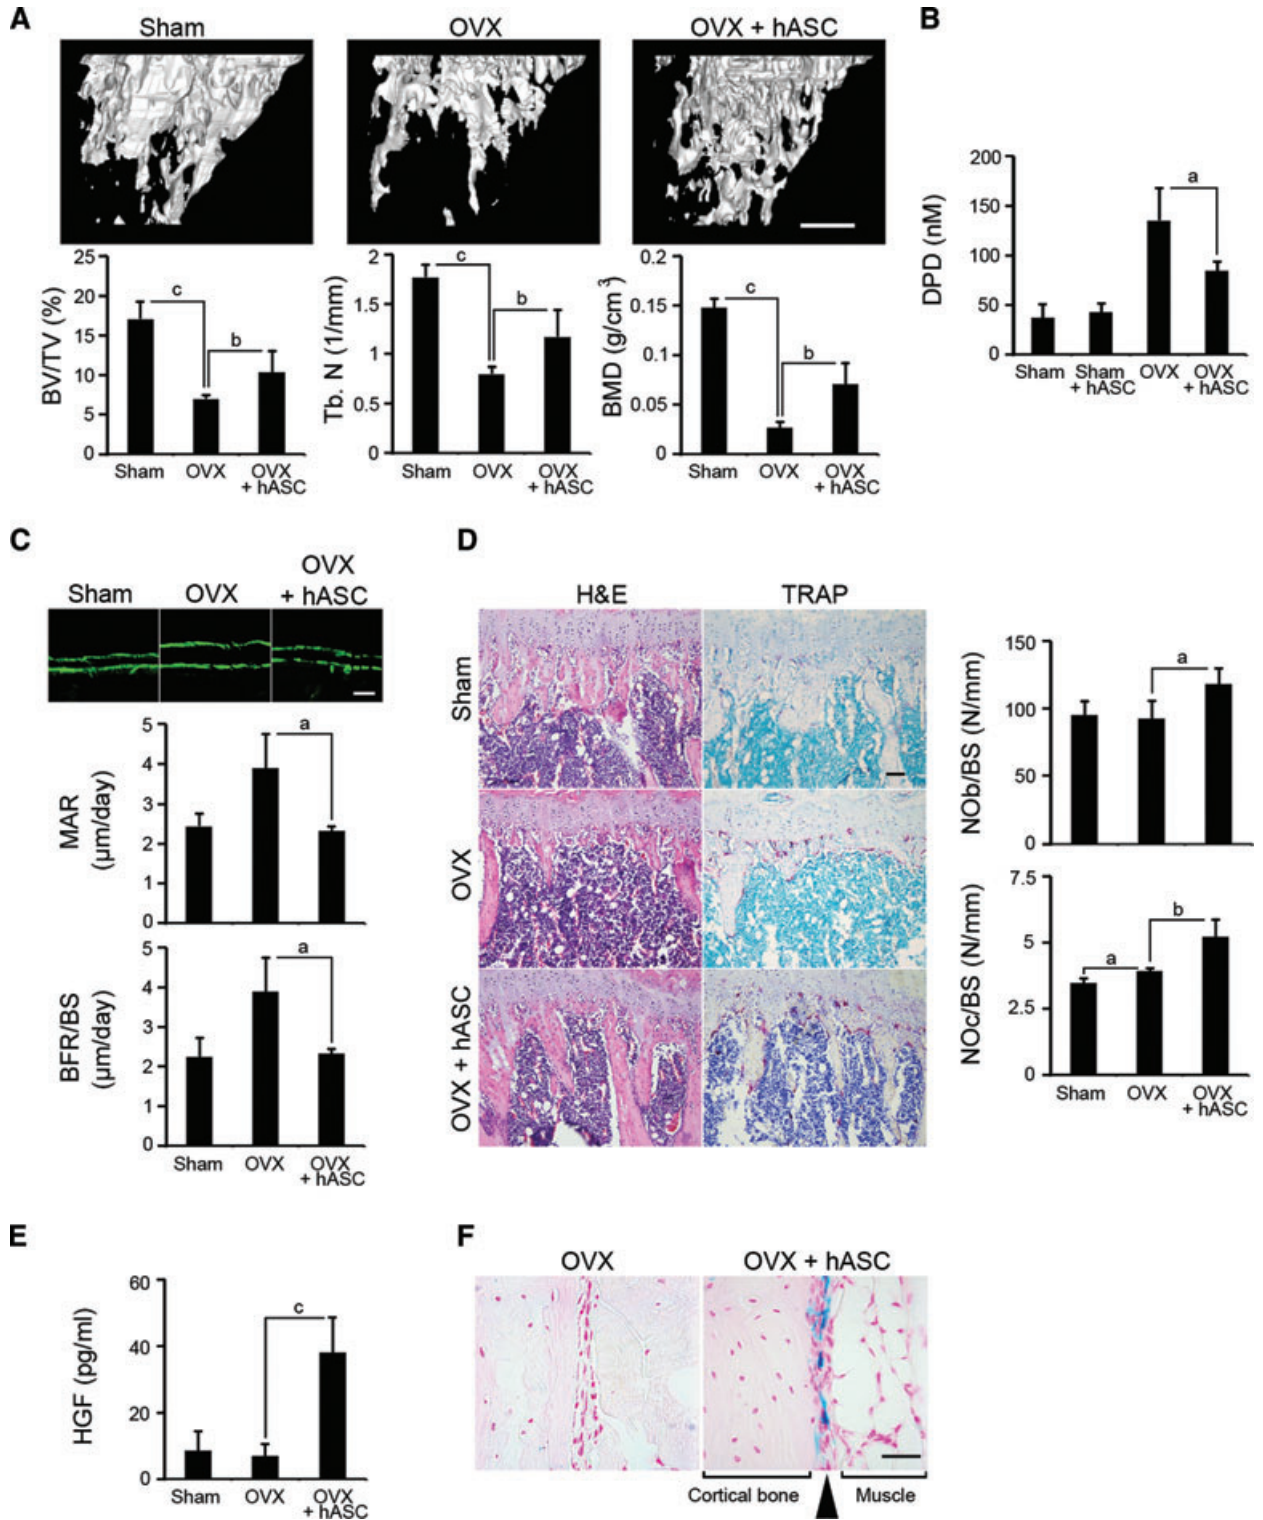 A
Sham
OVX
OVX + hASC
BV/TV (%)
25
20
15
10
5
0
c
b
Sham
OVX
OVX
+ hASC
Tb. N (1/mm)
2
1.5
1
0.5
0
c
b
Sham
OVX
OVX
+ hASC
BMD (g/cm³)
0.2
0.15
0.1
0.05
0
c
b
Sham
OVX
OVX
+ hASC
B
DPD (nM)
200
150
100
50
0
a
Sham
Sham
+ hASC
OVX
OVX
+ hASC
C
Sham
OVX
OVX
+ hASC
MAR
(µm/day)
5
4
3
2
1
0
a
BFR/BS
(µm/day)
5
4
3
2
1
0
a
Sham
OVX
OVX
+ hASC
D
H&E
TRAP
Sham
OVX
OVX + hASC
NOb/BS (N/mm)
150
100
50
0
a
NOc/BS (N/mm)
7.5
5
2.5
0
a
b
Sham
OVX
OVX
+ hASC
E
HGF (pg/ml)
60
40
20
0
c
Sham
OVX
OVX
+ hASC
F
OVX
OVX + hASC
Cortical bone
Muscle